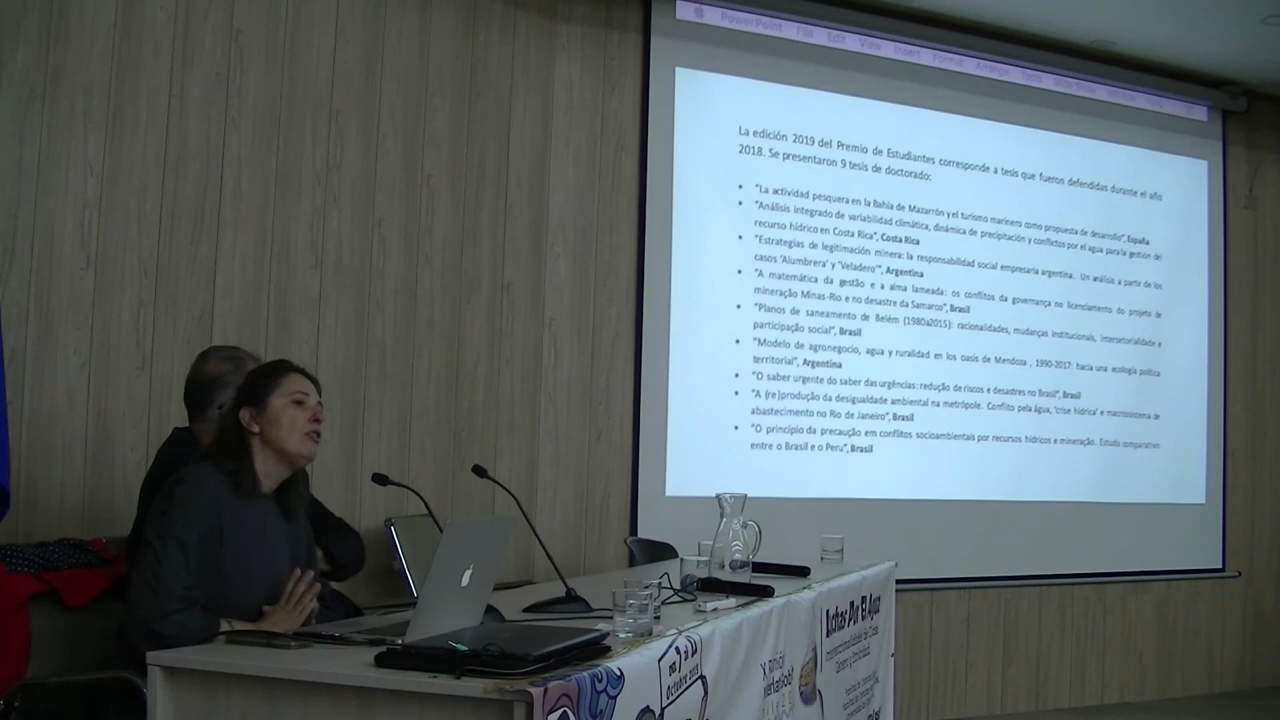 PowerPoint File Edit View Insert Format Arrange Tools
La edición 2019 del Premio de Estudiantes corresponde a tesis que fueron defendidas durante el año
2018. Se presentaron 9 tesis de doctorado:
• "La actividad pesquera en la Bahía de Mazarrón y el turismo marinero como propuesta de desarrollo", España
• "Análisis integrado de variabilidad climática, dinámica de precipitación y conflictos por el agua para la gestión del
recurso hídrico en Costa Rica", Costa Rica
• "Estrategias de legitimación minera: la responsabilidad social empresaria argentina. Un análisis a partir de los
casos 'Alumbrera' y 'Veladero'", Argentina
• "A matemática da gestão e a alma lameada: os conflitos da governança no licenciamento do projeto de
mineração Minas-Rio e no desastre da Samarco", Brasil
• "Planos de saneamento de Belém (1980a2015): racionalidades, mudanças institucionais, intersetorialidade e
participação social", Brasil
• "Modelo de agronegocio, agua y ruralidad en los oasis de Mendoza , 1990-2017: hacia una ecología política
territorial", Argentina
• "O saber urgente do saber das urgências: redução de riscos e desastres no Brasil", Brasil
• "A (re)produção da desigualdade ambiental na metrópole. Conflito pela água, 'crise hídrica' e macrossistema de
abastecimento no Rio de Janeiro", Brasil
• "O princípio da precaução em conflitos socioambientais por recursos hídricos e mineração. Estudo comparativo
entre o Brasil e o Peru", Brasil
Luchas Por El Agua
Octubre